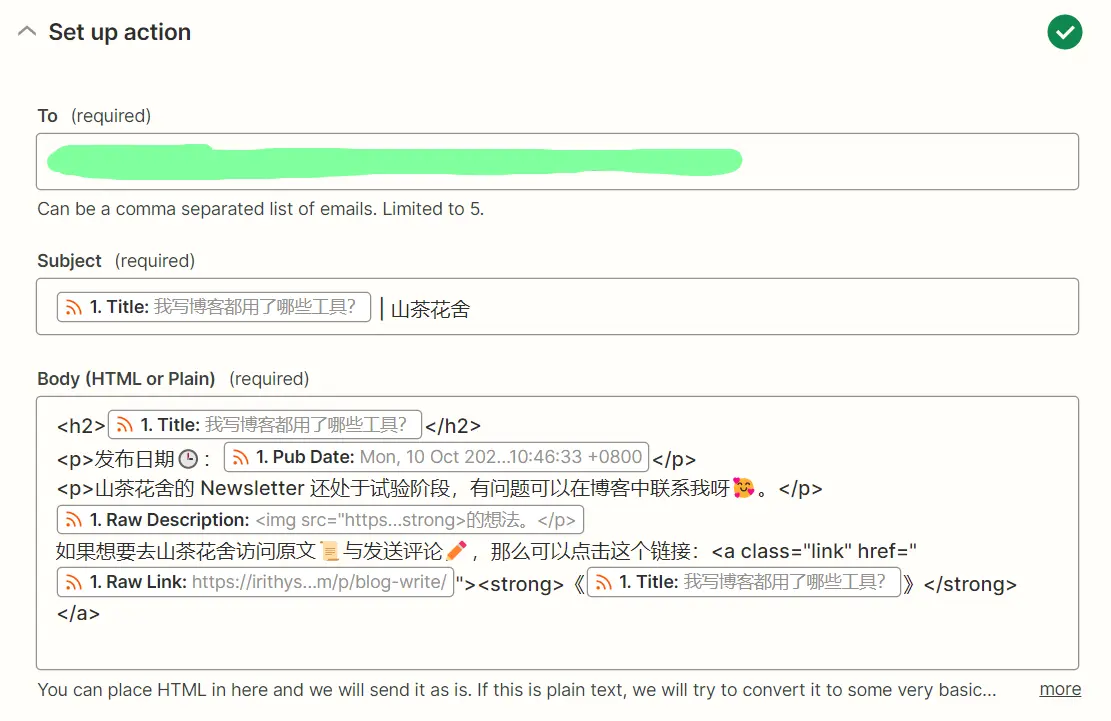 Set up action
To (required)
Can be a comma separated list of emails. Limited to 5.
Subject (required)
1. Title: 我写博客都用了哪些工具? | 山茶花舍
Body (HTML or Plain) (required)
<h2> 1. Title: 我写博客都用了哪些工具? </h2>
<p>发布日期🕒: 1. Pub Date: Mon, 10 Oct 202...10:46:33 +0800 </p>
<p>山茶花舍的 Newsletter 还处于试验阶段，有问题可以在博客中联系我呀🥰。</p>
1. Raw Description: <img src="https...strong>的想法。</p>
如果想要去山茶花舍访问原文📜与发送评论✏️，那么可以点击这个链接：<a class="link" href="
1. Raw Link: https://irithys...m/p/blog-write/ "><strong>《 1. Title: 我写博客都用了哪些工具? 》</strong>
</a>
You can place HTML in here and we will send it as is. If this is plain text, we will try to convert it to some very basic... more